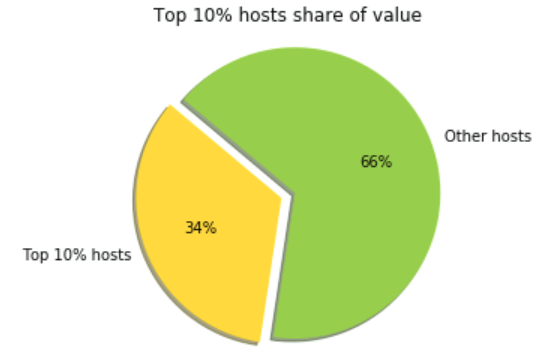 Top 10% hosts share of value
Other hosts
66%
34%
Top 10% hosts